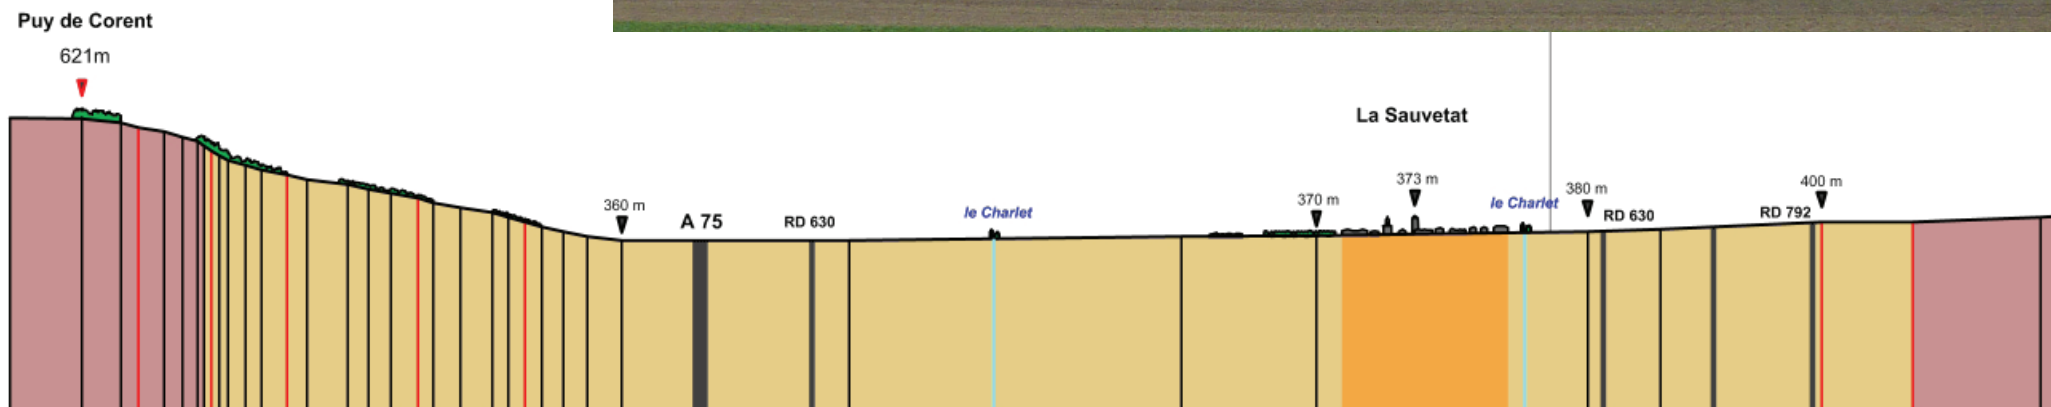 Puy de Corent
621m
La Sauvetat
373 m
400 m
380 m
370 m
360 m
le Charlet
le Charlet
A 75
RD 630
RD 630
RD 792